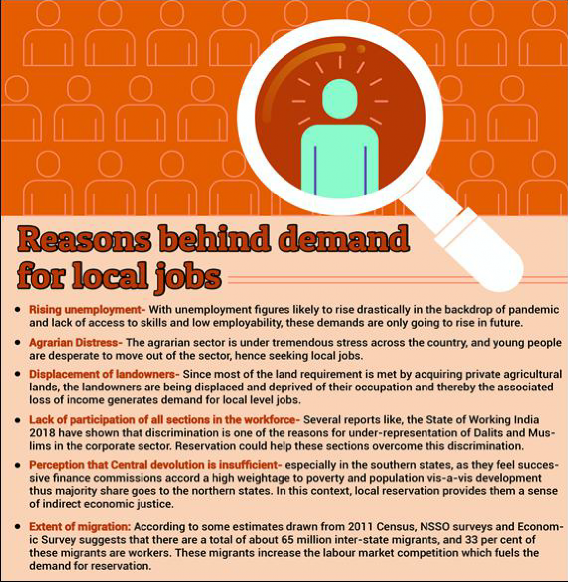 Reasons behind demand
for local jobs
• Rising unemployment- With unemployment figures likely to rise drastically in the backdrop of pandemic
and lack of access to skills and low employability, these demands are only going to rise in future.
• Agrarian Distress- The agrarian sector is under tremendous stress across the country, and young people
are desperate to move out of the sector, hence seeking local jobs.
• Displacement of landowners- Since most of the land requirement is met by acquiring private agricultural
lands, the landowners are being displaced and deprived of their occupation and thereby the associated
loss of income generates demand for local level jobs.
• Lack of participation of all sections in the workforce- Several reports like, the State of Working India
2018 have shown that discrimination is one of the reasons for under-representation of Dalits and Mus-
lims in the corporate sector. Reservation could help these sections overcome this discrimination.
• Perception that Central devolution is insufficient- especially in the southern states, as they feel succes-
sive finance commissions accord a high weightage to poverty and population vis-a-vis development
thus majority share goes to the northern states. In this context, local reservation provides them a sense
of indirect economic justice.
• Extent of migration: According to some estimates drawn from 2011 Census, NSSO surveys and Econom-
ic Survey suggests that there are a total of about 65 million inter-state migrants, and 33 per cent of
these migrants are workers. These migrants increase the labour market competition which fuels the
demand for reservation.